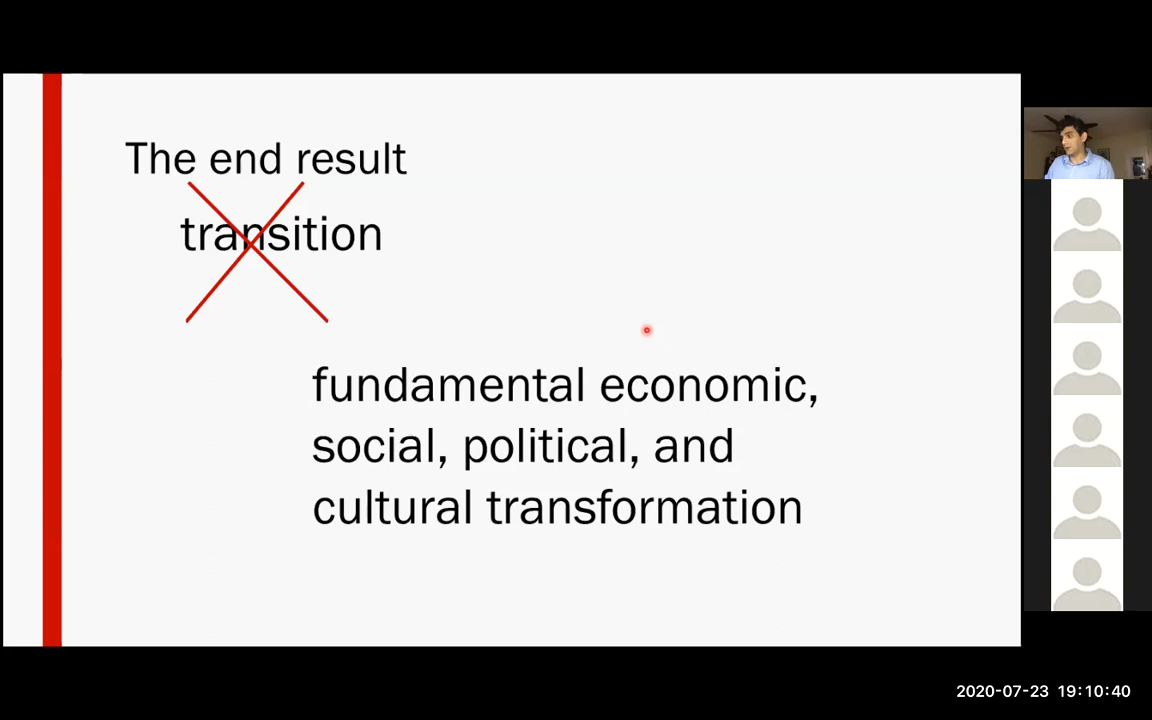 The end result
transition
fundamental economic,
social, political, and
cultural transformation
2020-07-23 19:10:40